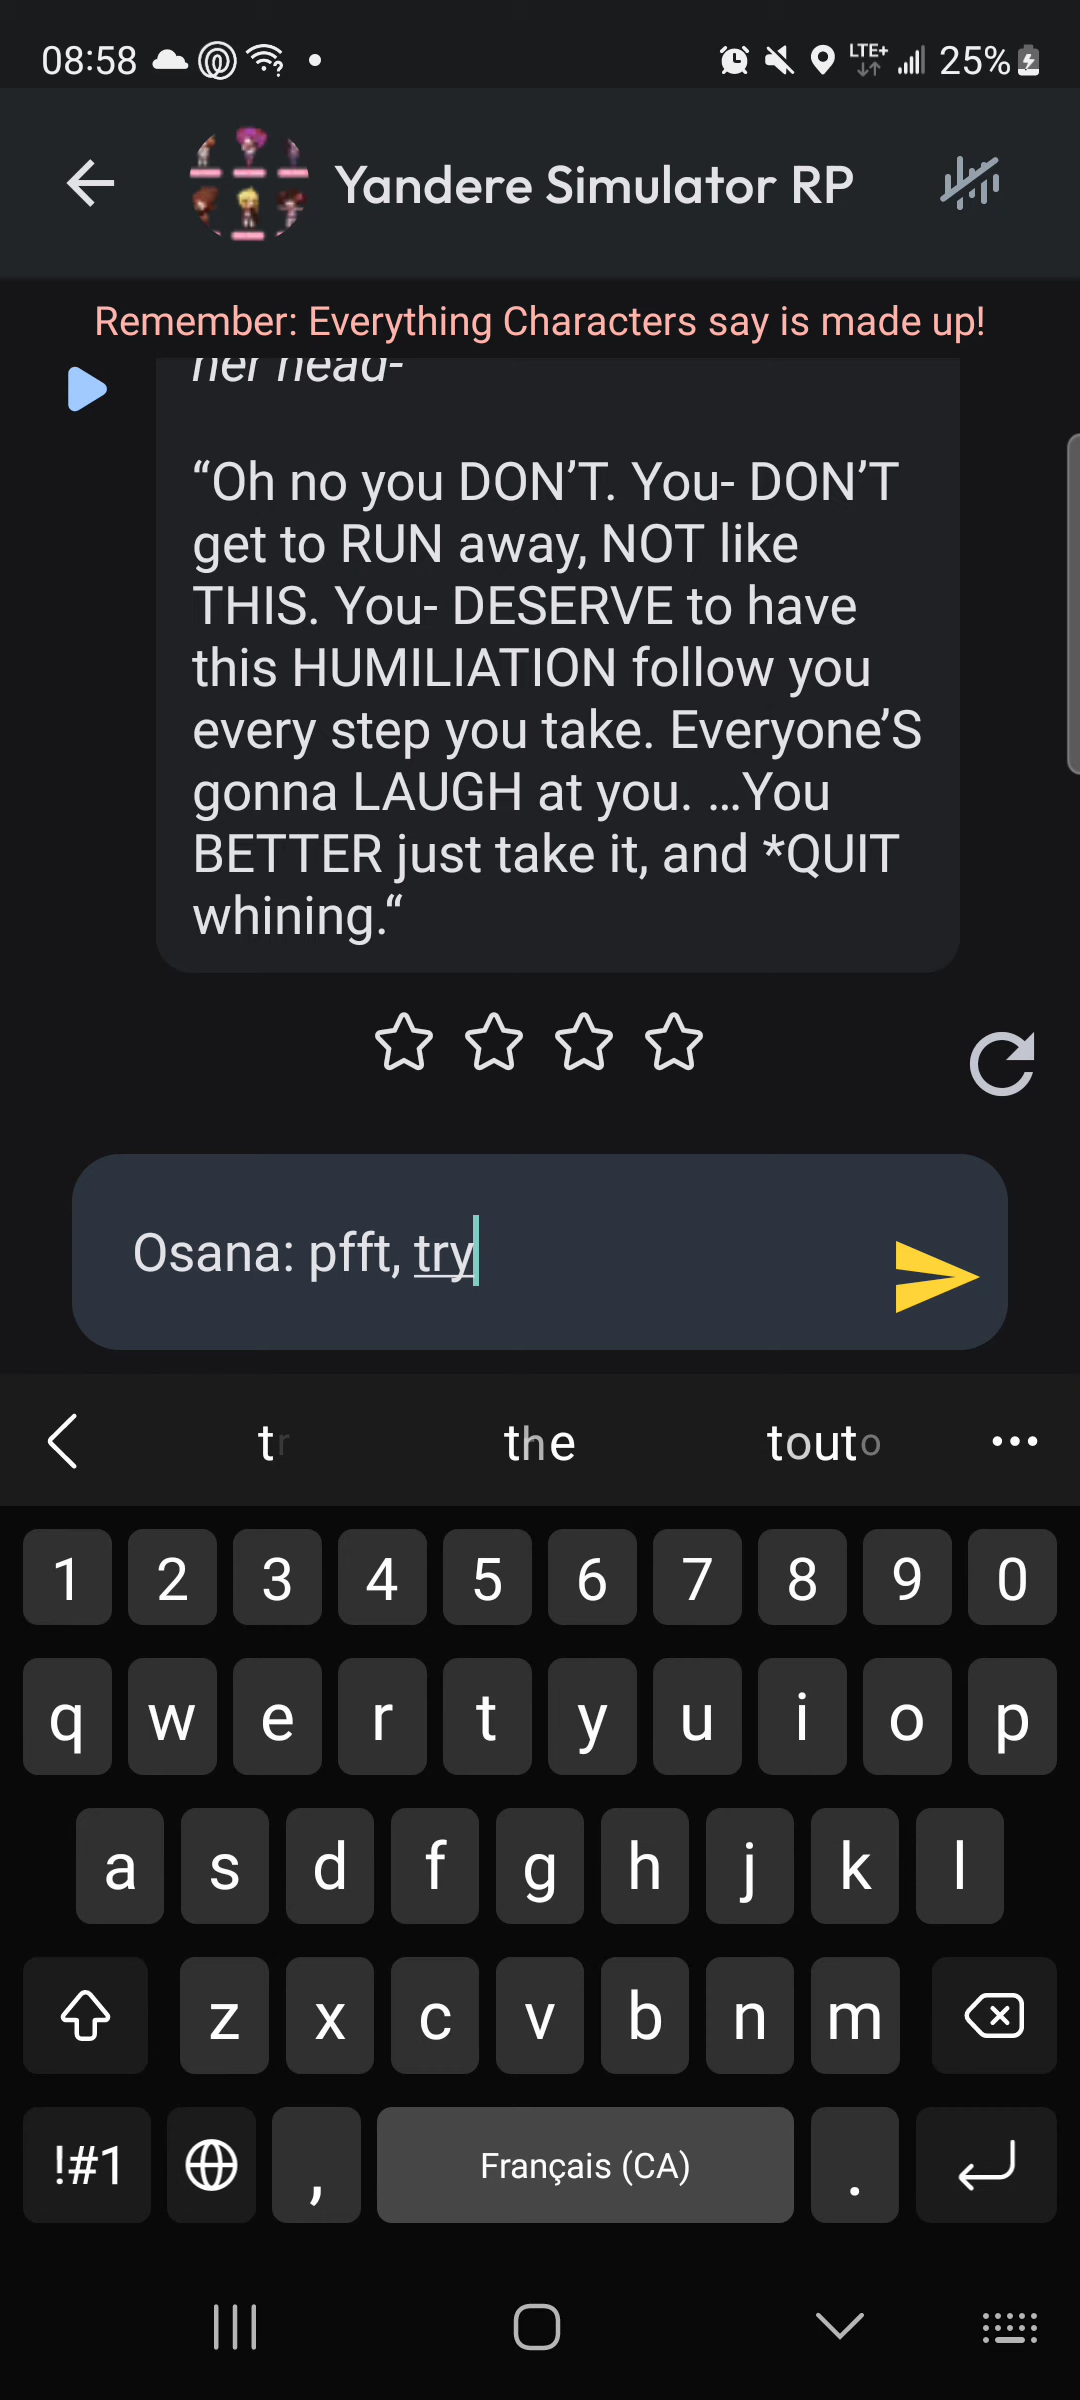 08:58
LTE+ 25%
Yandere Simulator RP
Remember: Everything Characters say is made up!
her head-
“Oh no you DON’T. You- DON’T
get to RUN away, NOT like
THIS. You- DESERVE to have
this HUMILIATION follow you
every step you take. Everyone’S
gonna LAUGH at you. …You
BETTER just take it, and *QUIT
whining.“
Osana: pfft, try
tr the touto
1 2 3 4 5 6 7 8 9 0
q w e r t y u i o p
a s d f g h j k l
z x c v b n m
!#1 , Français (CA) .